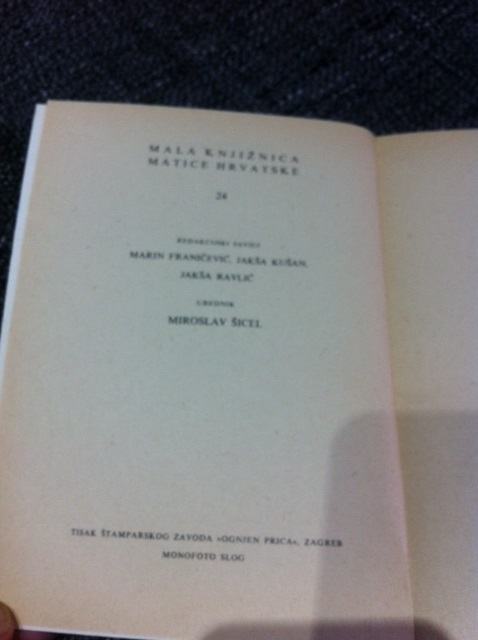 MALA KNJIŽNICA
MATICE HRVATSKE
24
REDAKCIJSKI SAVJET
MARIN FRANIČEVIĆ, JAKŠA KUŠAN,
JAKŠA RAVLIĆ
UREDNIK
MIROSLAV ŠICEL
TISAK ŠTAMPARSKOG ZAVODA »OGNJEN PRICA«, ZAGREB
MONOFOTO SLOG